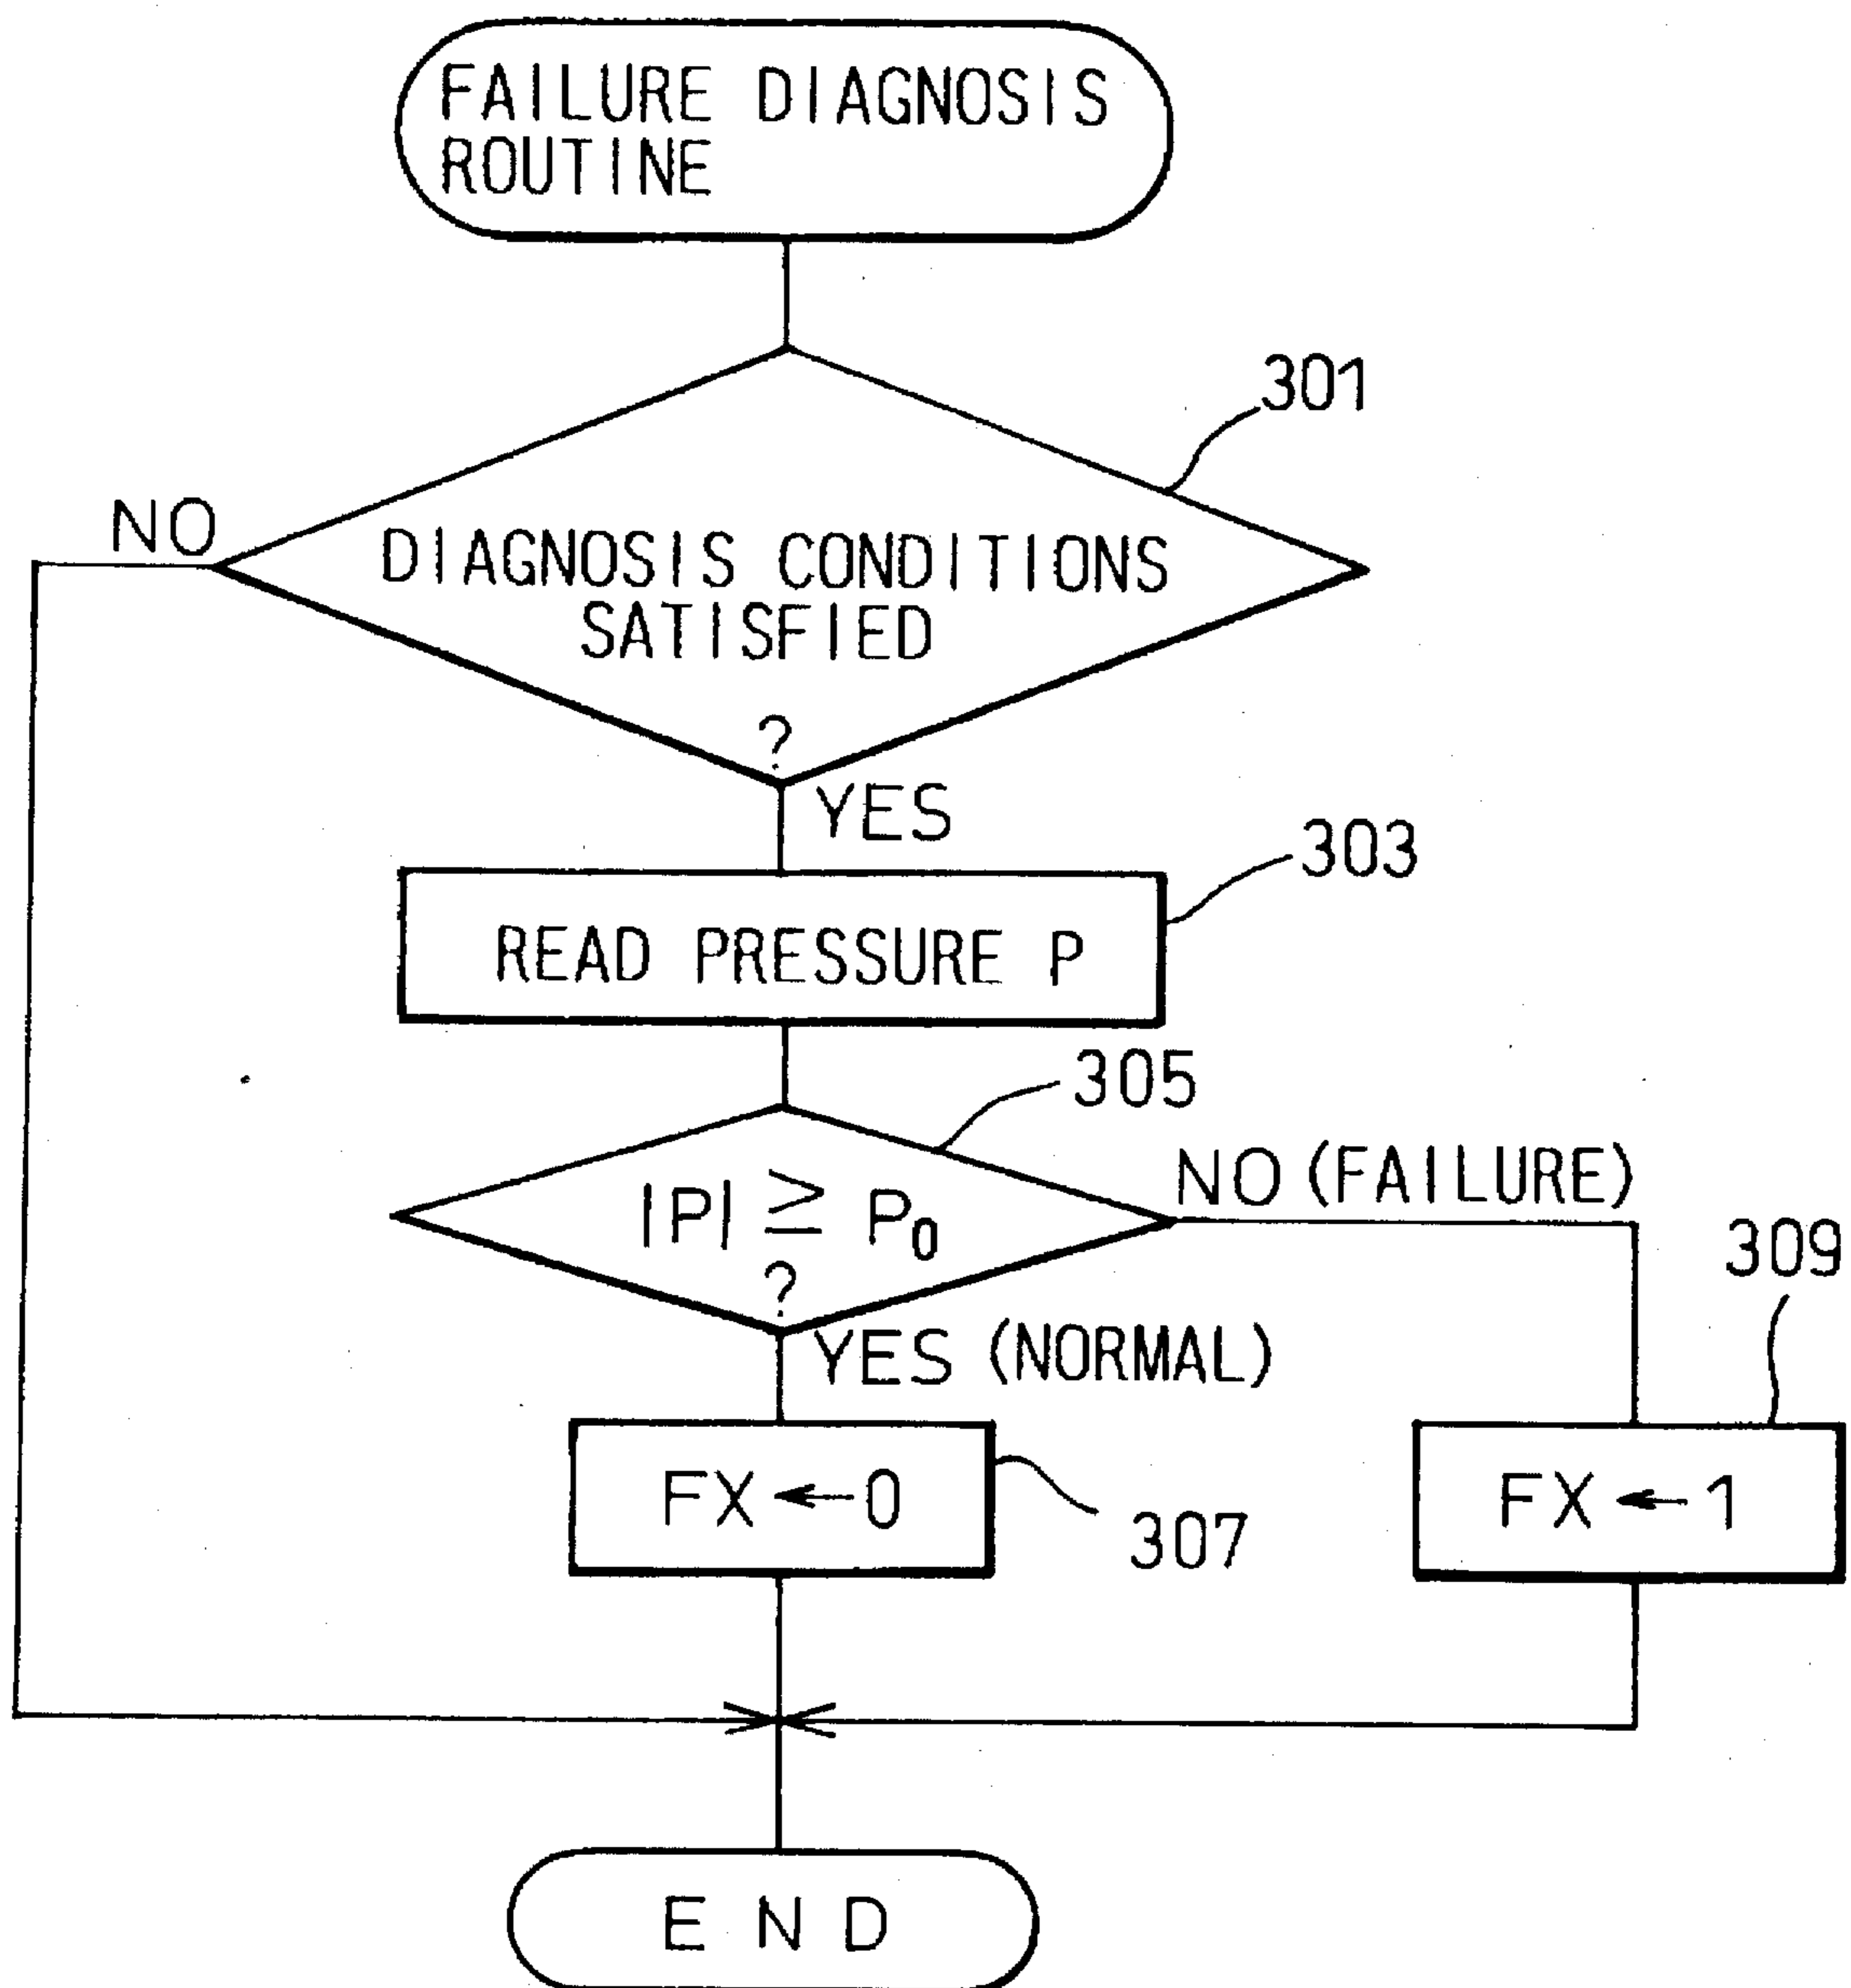 FAILURE DIAGNOSIS
ROUTINE
301
NO
DIAGNOSIS CONDITIONS
SATISFIED
?
YES
303
READ PRESSURE P
305
NO (FAILURE)
|P| ≥ P₀
?
309
YES (NORMAL)
FX←0
FX←1
307
END